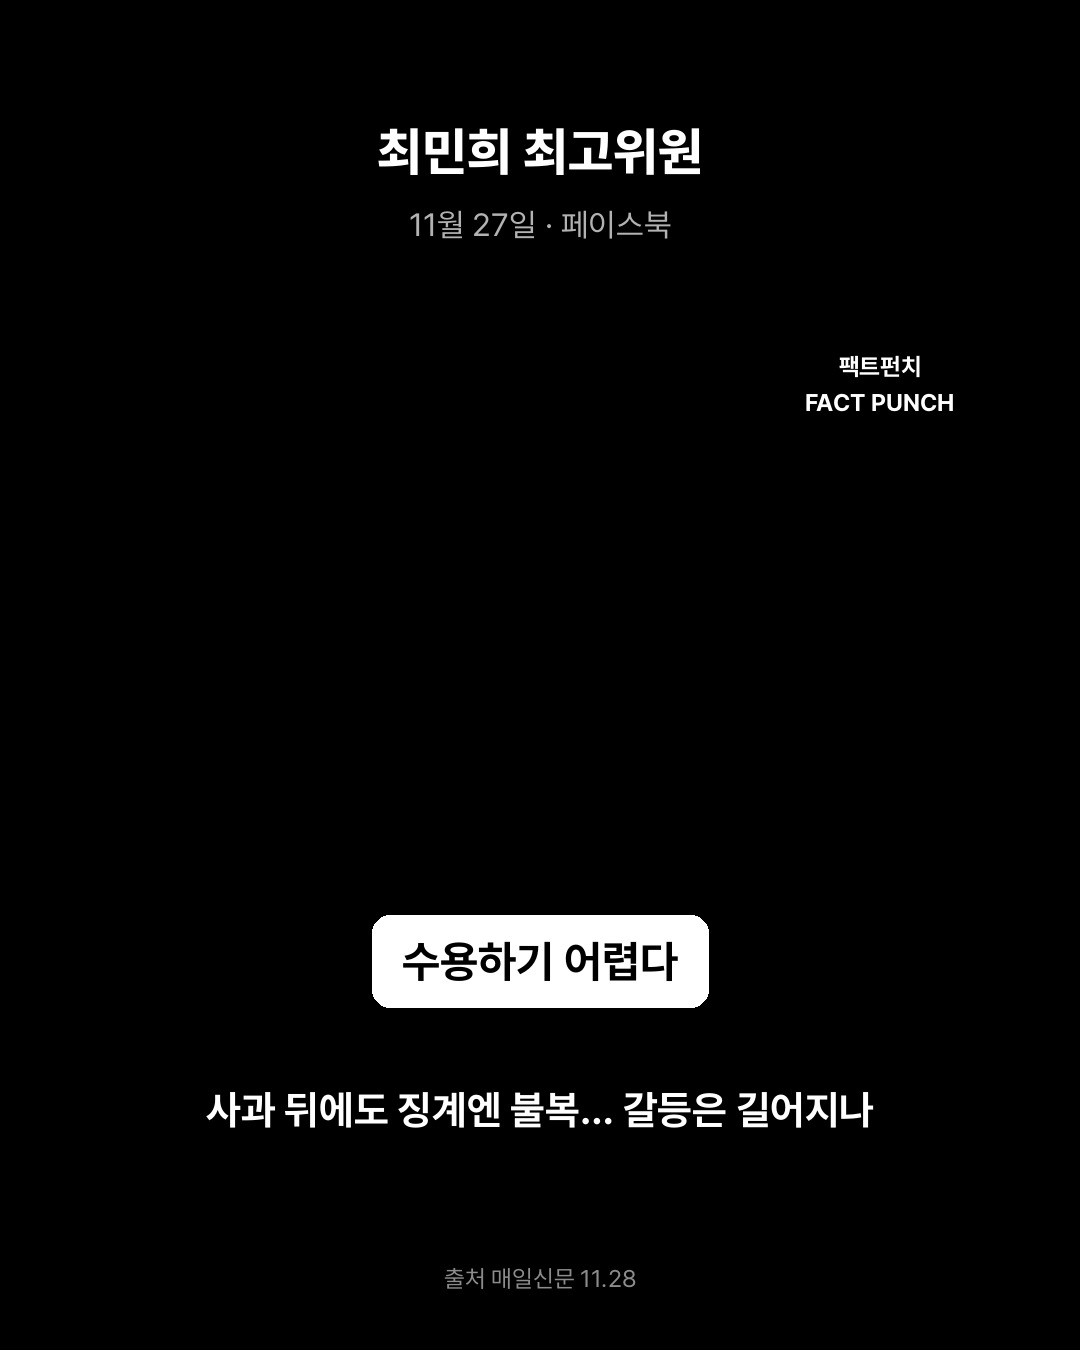 최민희 최고위원
11월 27일 · 페이스북
팩트펀치
FACT PUNCH
수용하기 어렵다
사과 뒤에도 징계엔 불복... 갈등은 길어지나
출처 매일신문 11.28